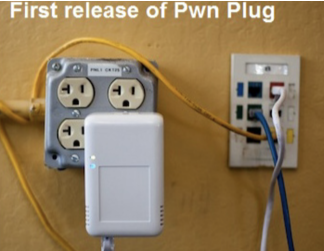 First release of Pwn Plug